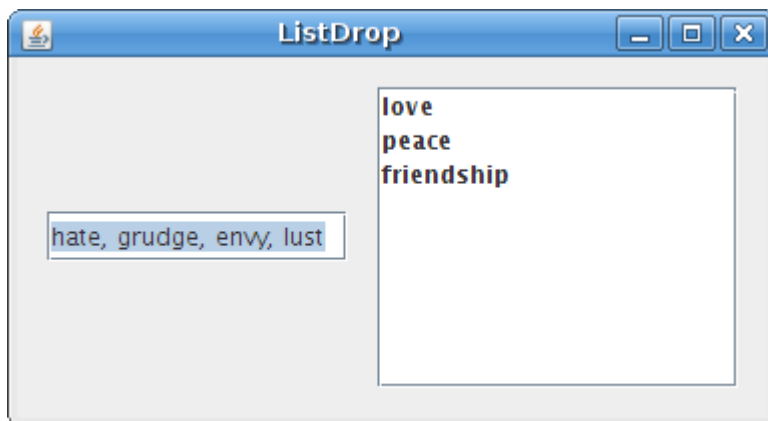 ListDrop
hate, grudge, envy, lust
love
peace
friendship